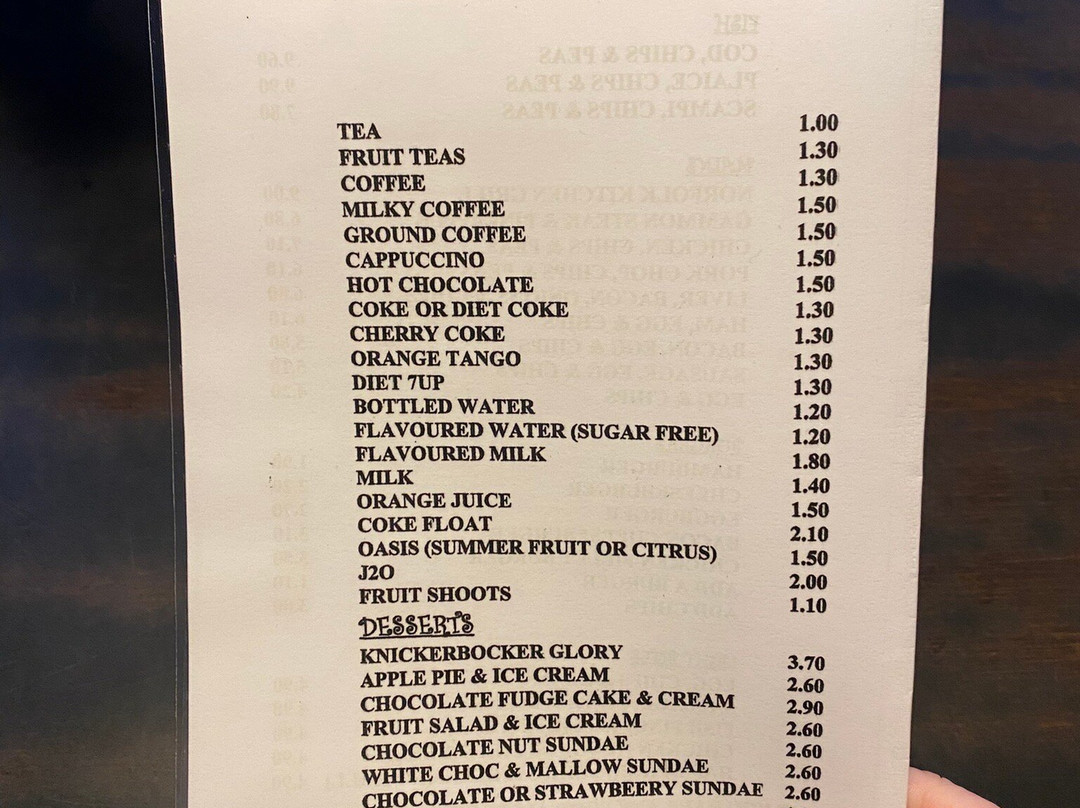 TEA 1.00
FRUIT TEAS 1.30
COFFEE 1.30
MILKY COFFEE 1.50
GROUND COFFEE 1.50
CAPPUCCINO 1.50
HOT CHOCOLATE 1.50
COKE OR DIET COKE 1.30
CHERRY COKE 1.30
ORANGE TANGO 1.30
DIET 7UP 1.30
BOTTLED WATER 1.20
FLAVOURED WATER (SUGAR FREE) 1.20
FLAVOURED MILK 1.80
MILK 1.40
ORANGE JUICE 1.50
COKE FLOAT 2.10
OASIS (SUMMER FRUIT OR CITRUS) 1.50
J2O 2.00
FRUIT SHOOTS 1.10
DESSERTS
KNICKERBOCKER GLORY 3.70
APPLE PIE & ICE CREAM 2.60
CHOCOLATE FUDGE CAKE & CREAM 2.90
FRUIT SALAD & ICE CREAM 2.60
CHOCOLATE NUT SUNDAE 2.60
WHITE CHOC & MALLOW SUNDAE 2.60
CHOCOLATE OR STRAWBEERY SUNDAE 2.60